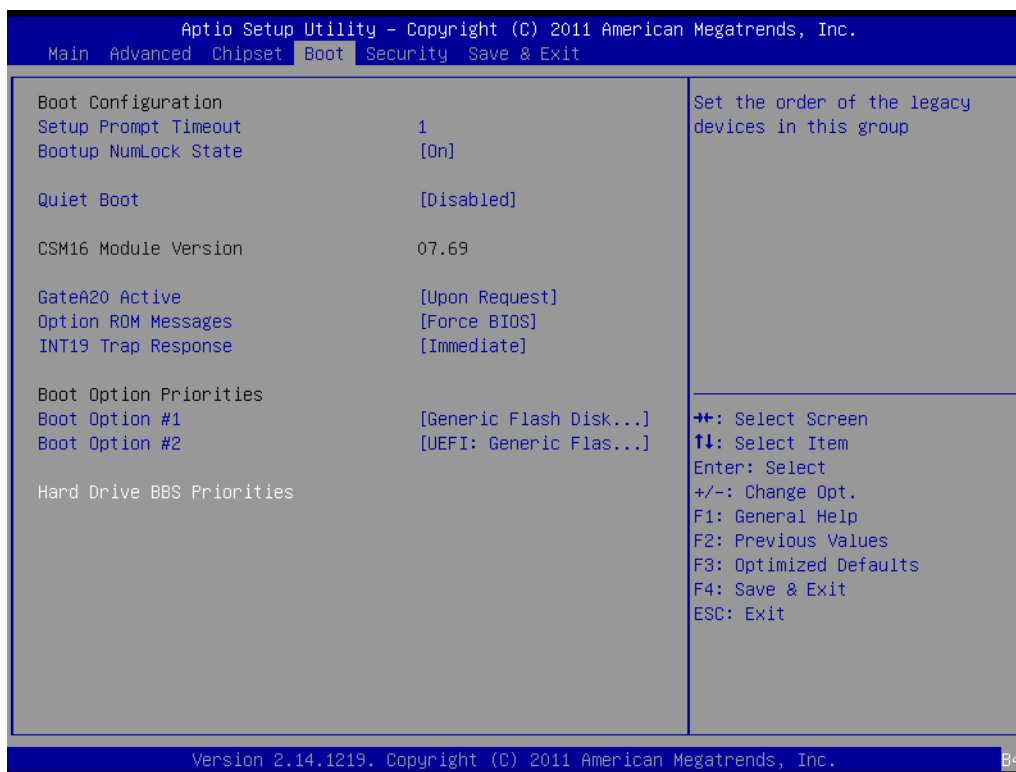 Aptio Setup Utility – Copyright (C) 2011 American Megatrends, Inc.
Main Advanced Chipset Boot Security Save & Exit
Boot Configuration
Setup Prompt Timeout 1
Bootup NumLock State [On]
Quiet Boot [Disabled]
CSM16 Module Version 07.69
GateA20 Active [Upon Request]
Option ROM Messages [Force BIOS]
INT19 Trap Response [Immediate]
Boot Option Priorities
Boot Option #1 [Generic Flash Disk...]
Boot Option #2 [UEFI: Generic Flas...]
Hard Drive BBS Priorities
Set the order of the legacy
devices in this group
→←: Select Screen
↑↓: Select Item
Enter: Select
+/-: Change Opt.
F1: General Help
F2: Previous Values
F3: Optimized Defaults
F4: Save & Exit
ESC: Exit
Version 2.14.1219. Copyright (C) 2011 American Megatrends, Inc.